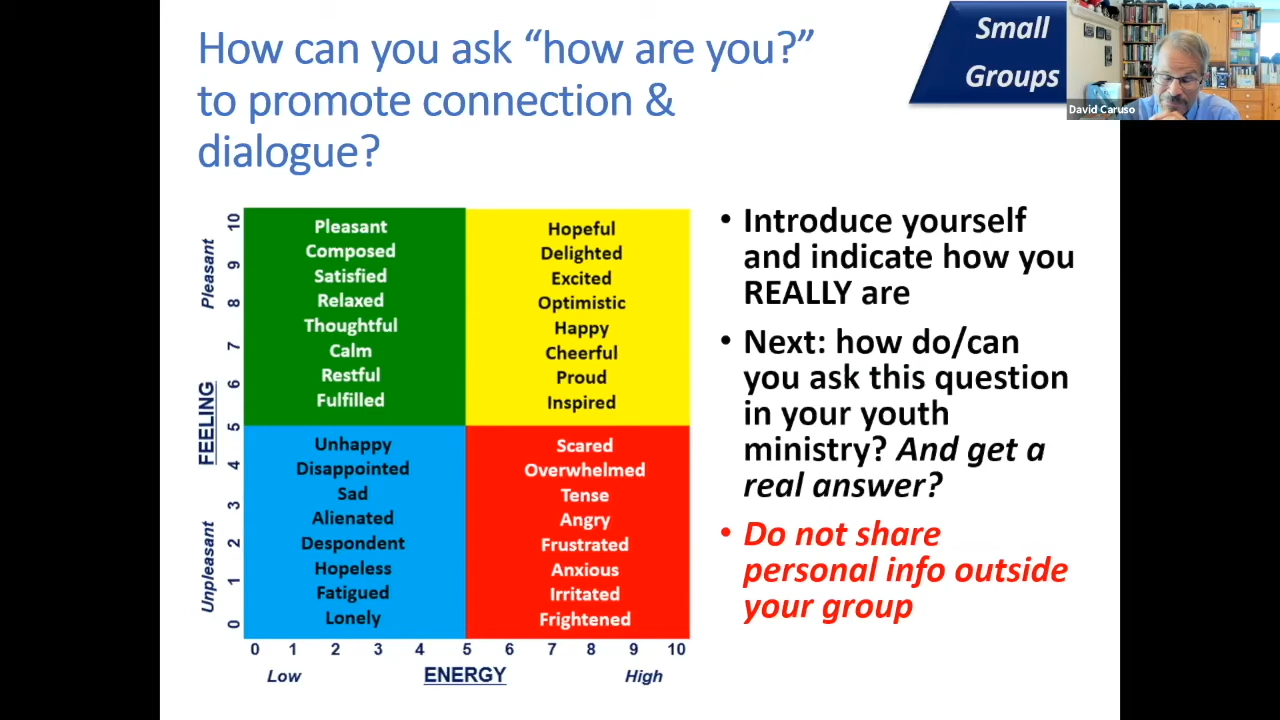 How can you ask “how are you?”
to promote connection &
dialogue?
Small
Groups
David Caruso
FEELING
Pleasant
Unpleasant
10
9
8
7
6
5
4
3
2
1
0
Pleasant
Composed
Satisfied
Relaxed
Thoughtful
Calm
Restful
Fulfilled
Hopeful
Delighted
Excited
Optimistic
Happy
Cheerful
Proud
Inspired
Unhappy
Disappointed
Sad
Alienated
Despondent
Hopeless
Fatigued
Lonely
Scared
Overwhelmed
Tense
Angry
Frustrated
Anxious
Irritated
Frightened
0 1 2 3 4 5 6 7 8 9 10
Low ENERGY High
• Introduce yourself
and indicate how you
REALLY are
• Next: how do/can
you ask this question
in your youth
ministry? And get a
real answer?
• Do not share
personal info outside
your group